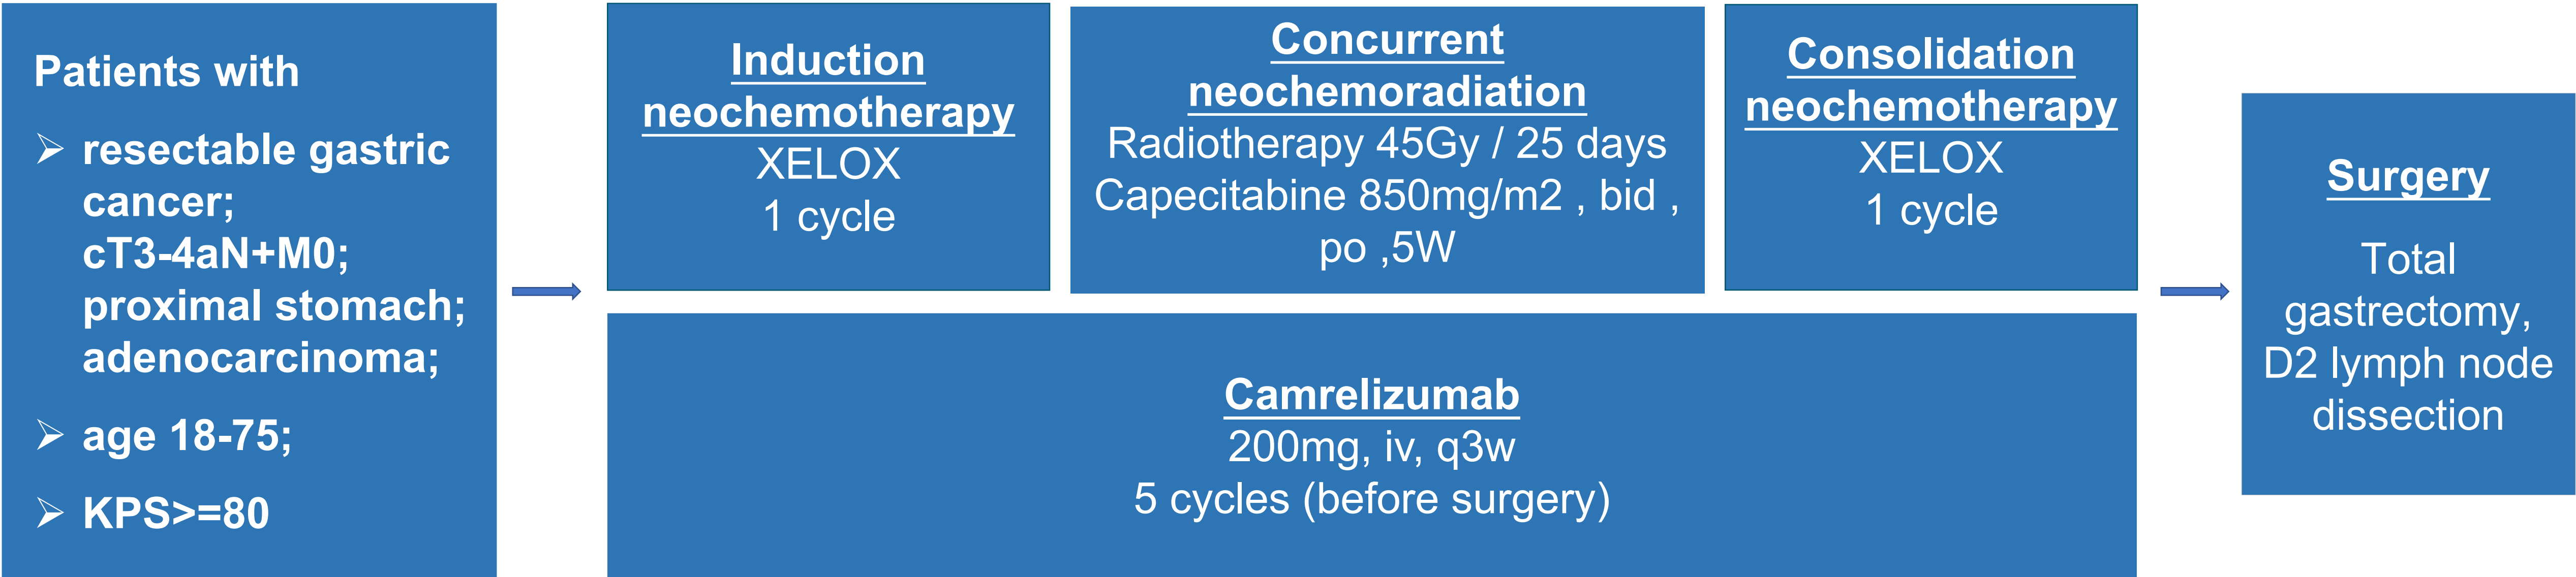 Patients with
➢ resectable gastric
cancer;
cT3-4aN+M0;
proximal stomach;
adenocarcinoma;
➢ age 18-75;
➢ KPS>=80
Induction
neochemotherapy
XELOX
1 cycle
Concurrent
neochemoradiation
Radiotherapy 45Gy / 25 days
Capecitabine 850mg/m2 , bid ,
po ,5W
Consolidation
neochemotherapy
XELOX
1 cycle
Camrelizumab
200mg, iv, q3w
5 cycles (before surgery)
Surgery
Total
gastrectomy,
D2 lymph node
dissection